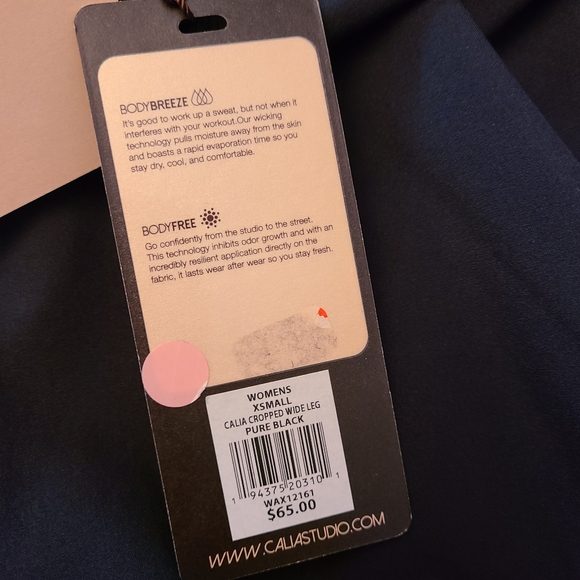 BODYBREEZE
It's good to work up a sweat, but not when it
interferes with your workout.Our wicking
technology pulls moisture away from the skin
and boasts a rapid evaporation time so you
stay dry, cool, and comfortable.
BODYFREE
Go confidently from the studio to the street.
This technology inhibits odor growth and with an
incredibly resilient application directly on the
fabric, it lasts wear after wear so you stay fresh.
WOMENS
XSMALL
CALIA CROPPED WIDE LEG
PURE BLACK
1 94375 20310 1
WAX12161
$65.00
WWW.CALIASTUDIO.COM